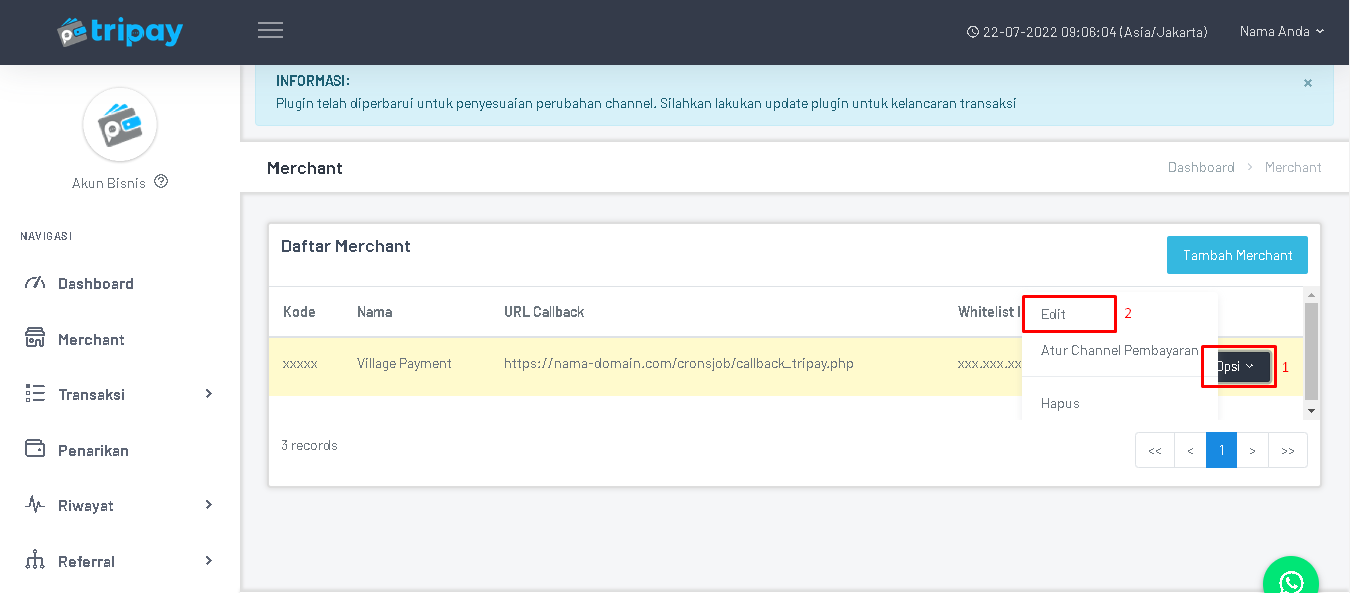 tripay
22-07-2022 09:06:04 (Asia/Jakarta)
Nama Anda
INFORMASI:
×
Plugin telah diperbarui untuk penyesuaian perubahan channel. Silahkan lakukan update plugin untuk kelancaran transaksi
Akun Bisnis
Merchant
Dashboard > Merchant
NAVIGASI
Dashboard
Merchant
Transaksi
Penarikan
Riwayat
Referral
Daftar Merchant
Tambah Merchant
Kode Nama URL Callback Whitelist I
xxxxx Village Payment https://nama-domain.com/cronsjob/callback_tripay.php xxx.xxx.xx
Edit 2
Atur Channel Pembayaran
Opsi 1
Hapus
3 records
<< < 1 > >>